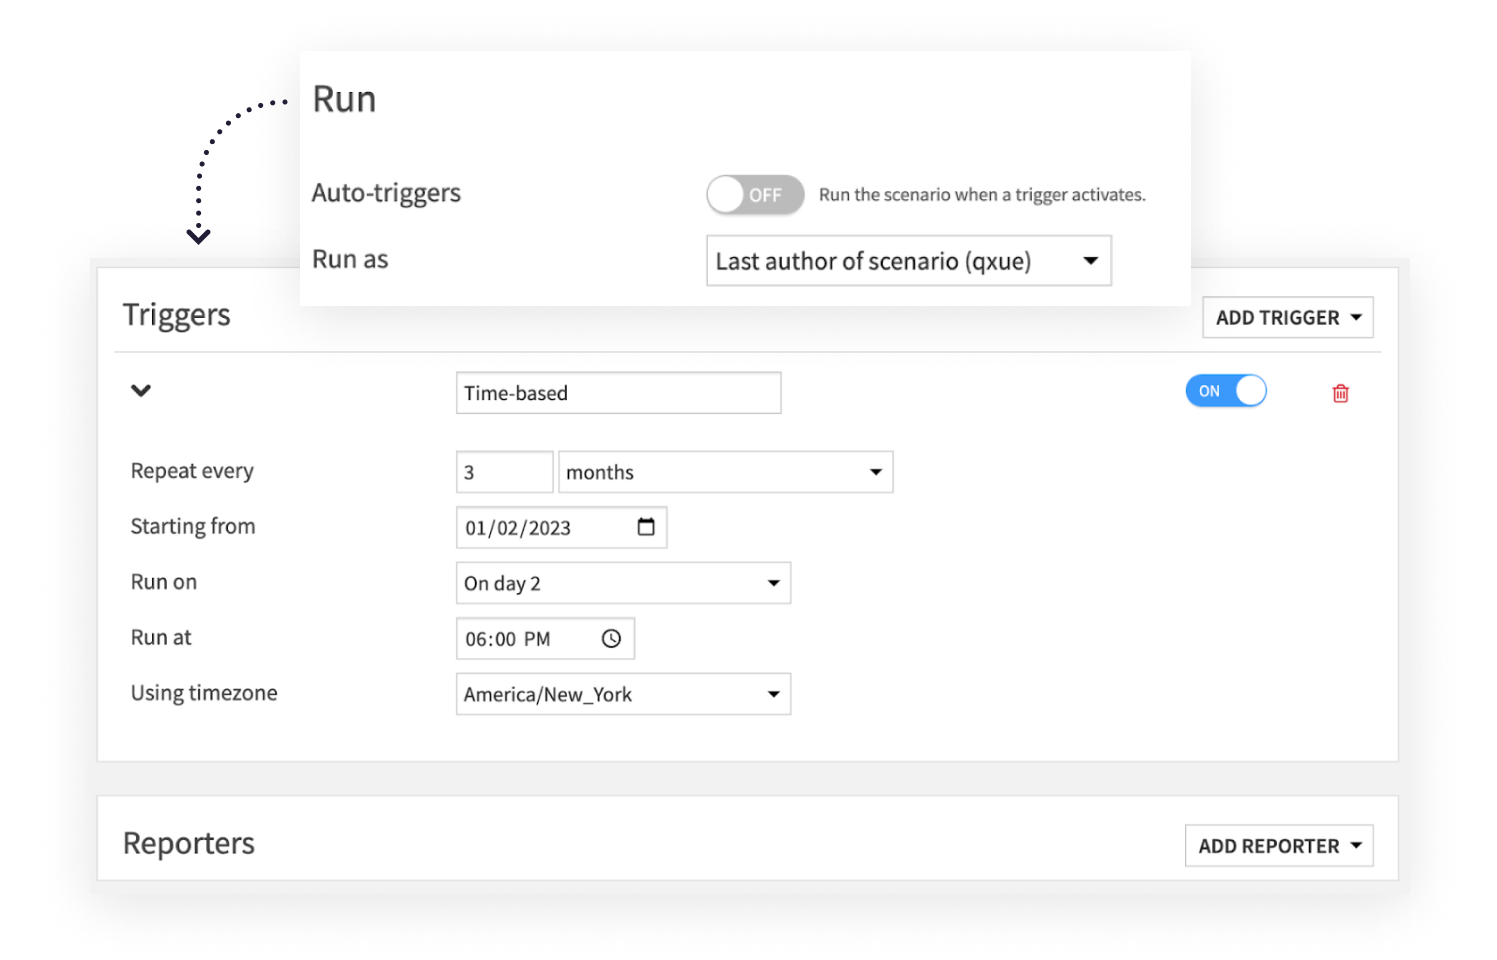 Run
Auto-triggers OFF Run the scenario when a trigger activates.
Run as Last author of scenario (qxue)
Triggers ADD TRIGGER
Time-based ON
Repeat every 3 months
Starting from 01/02/2023
Run on On day 2
Run at 06:00 PM
Using timezone America/New_York
Reporters ADD REPORTER